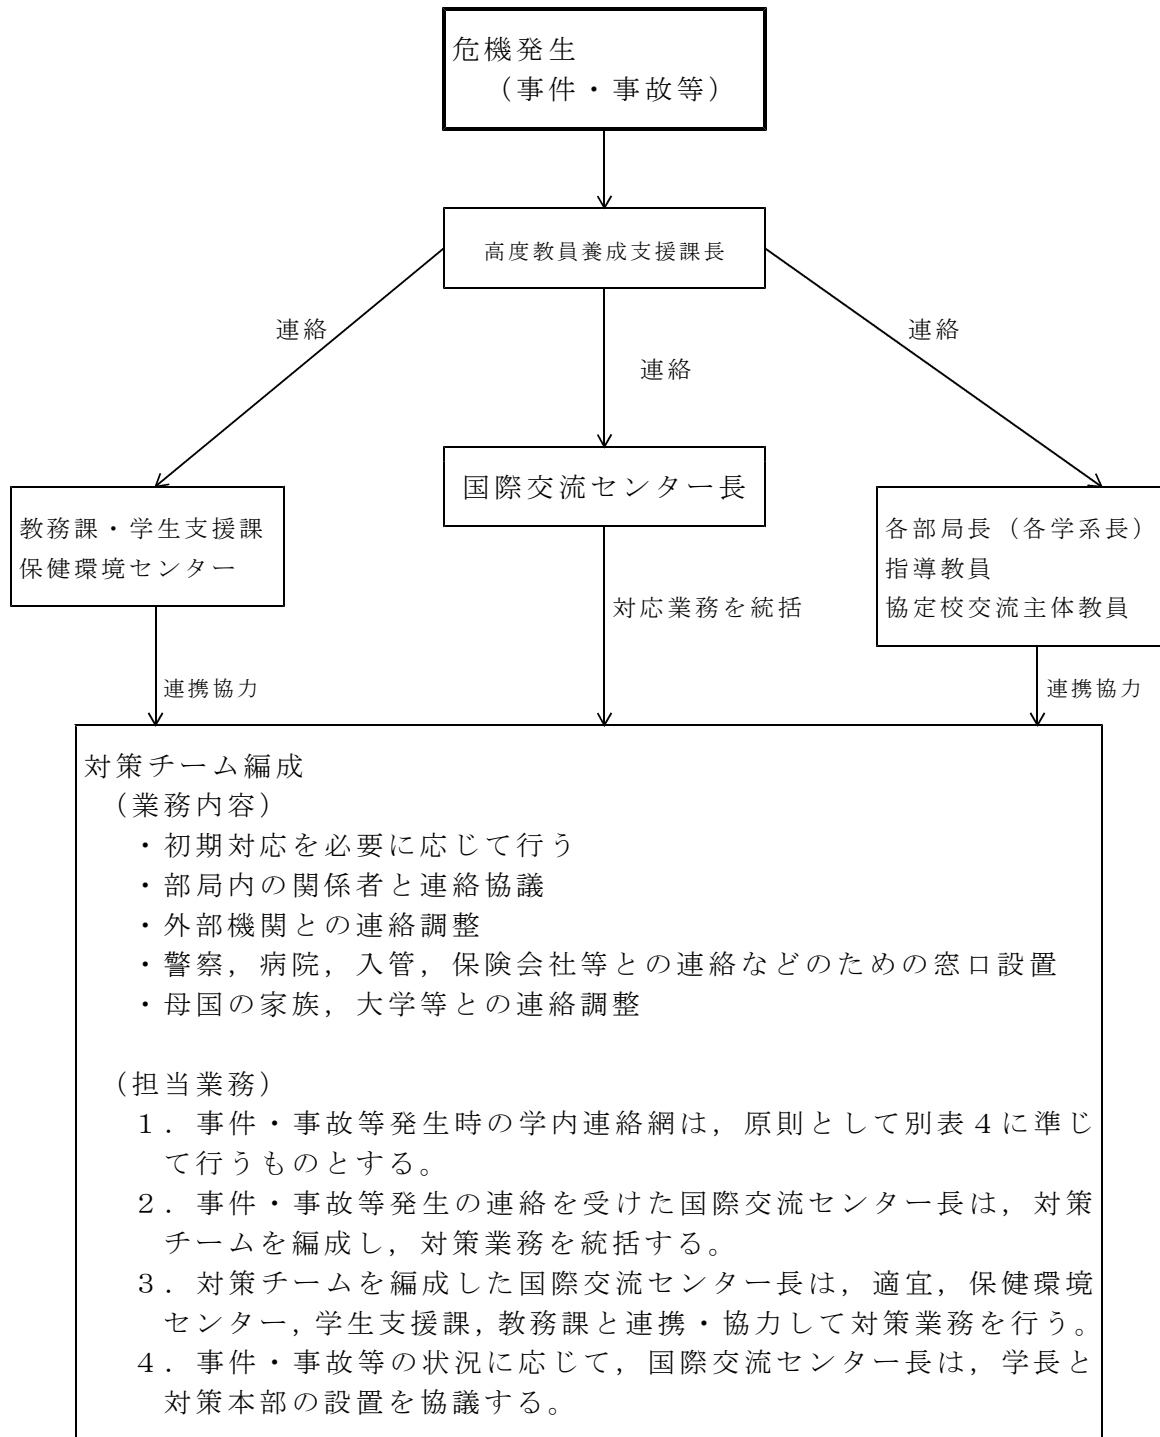 危機発生
（事件・事故等）
高度教員養成支援課長
連絡
連絡
連絡
教務課・学生支援課
保健環境センター
国際交流センター長
各部局長（各学系長）
指導教員
協定校交流主体教員
連携協力
対応業務を統括
連携協力
対策チーム編成
（業務内容）
・初期対応を必要に応じて行う
・部局内の関係者と連絡協議
・外部機関との連絡調整
・警察，病院，入管，保険会社等との連絡などのための窓口設置
・母国の家族，大学等との連絡調整
（担当業務）
１．事件・事故等発生時の学内連絡網は，原則として別表４に準じ
て行うものとする。
２．事件・事故等発生の連絡を受けた国際交流センター長は，対策
チームを編成し，対策業務を統括する。
３．対策チームを編成した国際交流センター長は，適宜，保健環境
センター，学生支援課，教務課と連携・協力して対策業務を行う。
４．事件・事故等の状況に応じて，国際交流センター長は，学長と
対策本部の設置を協議する。